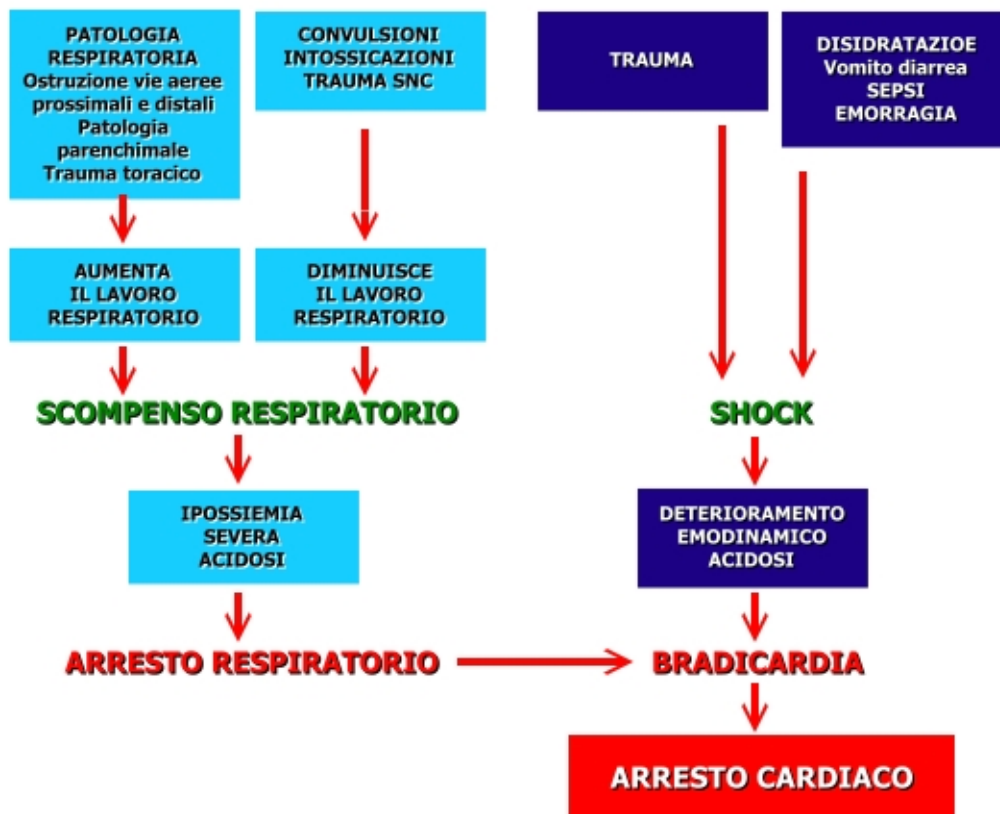 PATOLOGIA
RESPIRATORIA
Ostruzione vie aeree
prossimali e distali
Patologia
parenchimale
Trauma toracico
CONVULSIONI
INTOSSICAZIONI
TRAUMA SNC
TRAUMA
DISIDRATAZIOE
Vomito diarrea
SEPSI
EMORRAGIA
AUMENTA
IL LAVORO
RESPIRATORIO
DIMINUISCE
IL LAVORO
RESPIRATORIO
SCOMPENSO RESPIRATORIO
SHOCK
IPOSSIEMIA
SEVERA
ACIDOSI
DETERIORAMENTO
EMODINAMICO
ACIDOSI
ARRESTO RESPIRATORIO
BRADICARDIA
ARRESTO CARDIACO